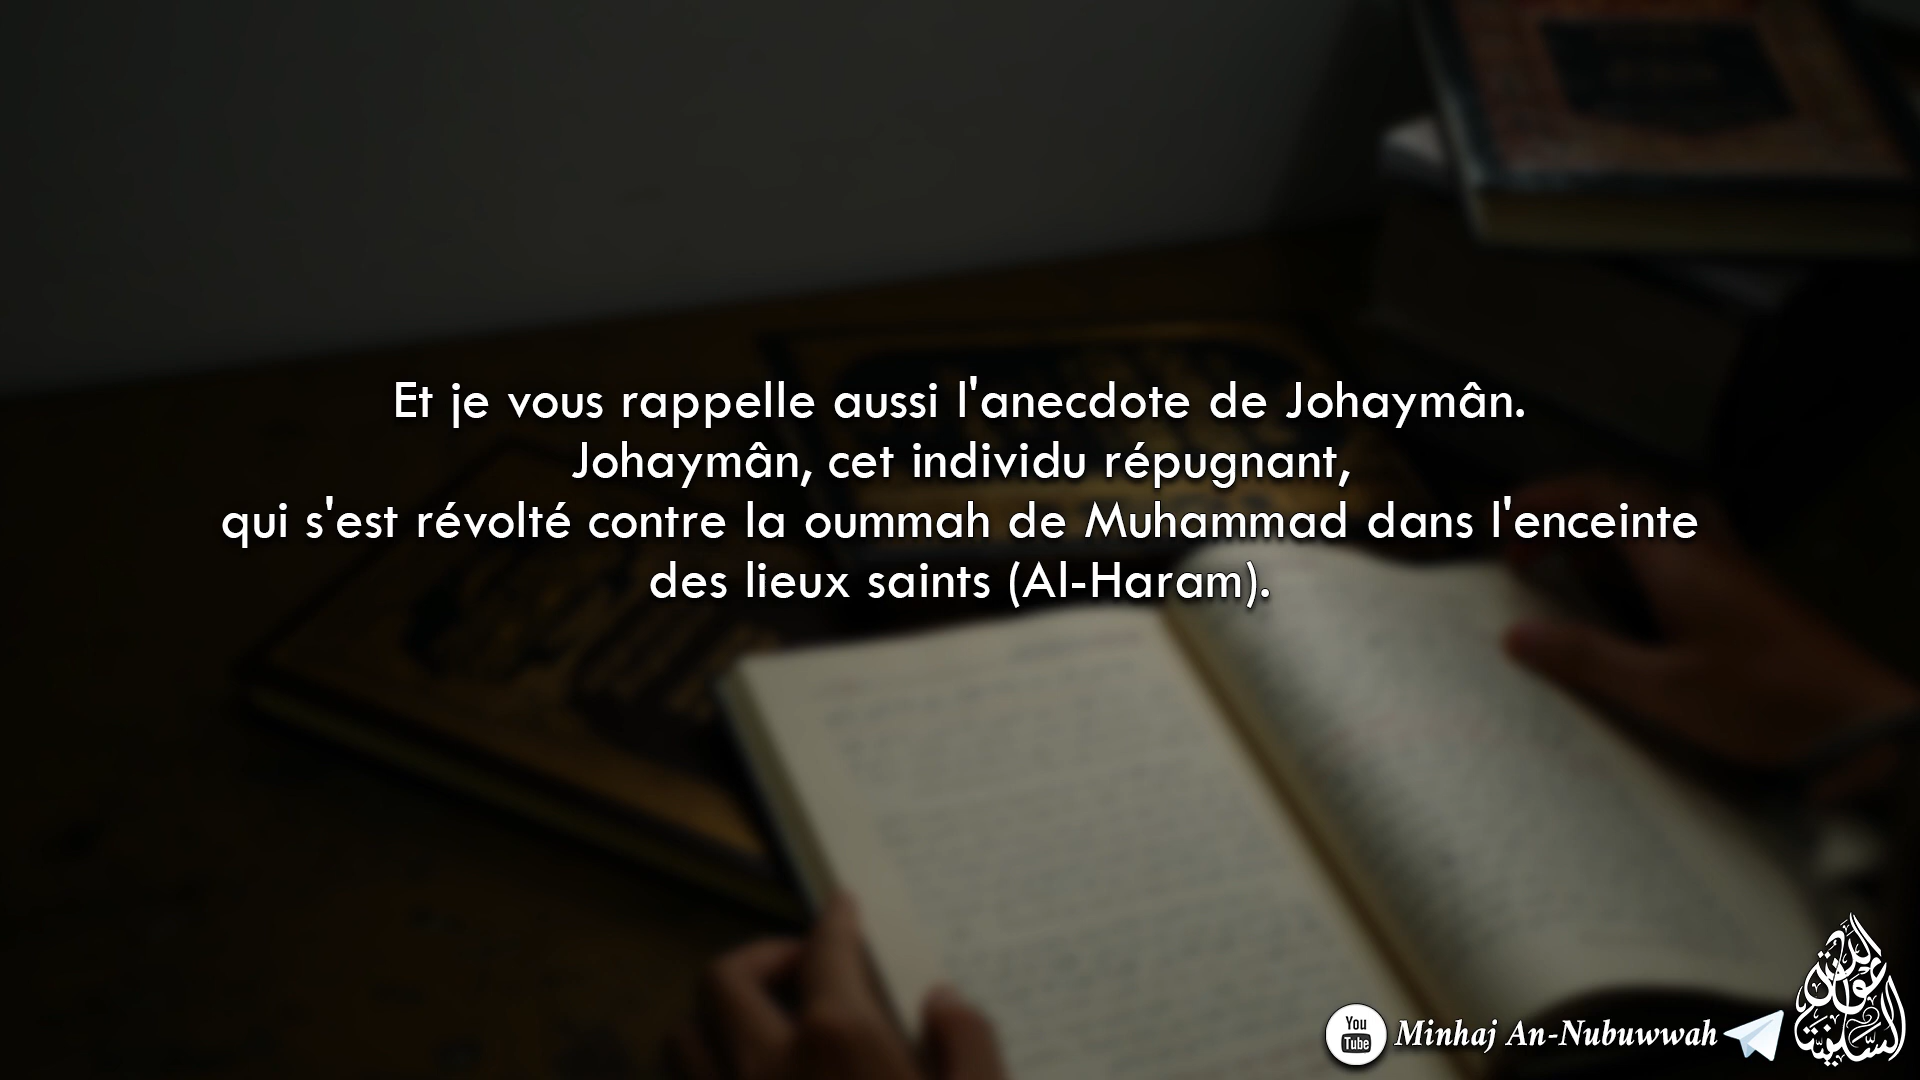 Et je vous rappelle aussi l'anecdote de Johaymân.
Johaymân, cet individu répugnant,
qui s'est révolté contre la oummah de Muhammad dans l'enceinte
des lieux saints (Al-Haram).
You
Tube
Minhaj An-Nubuwwah